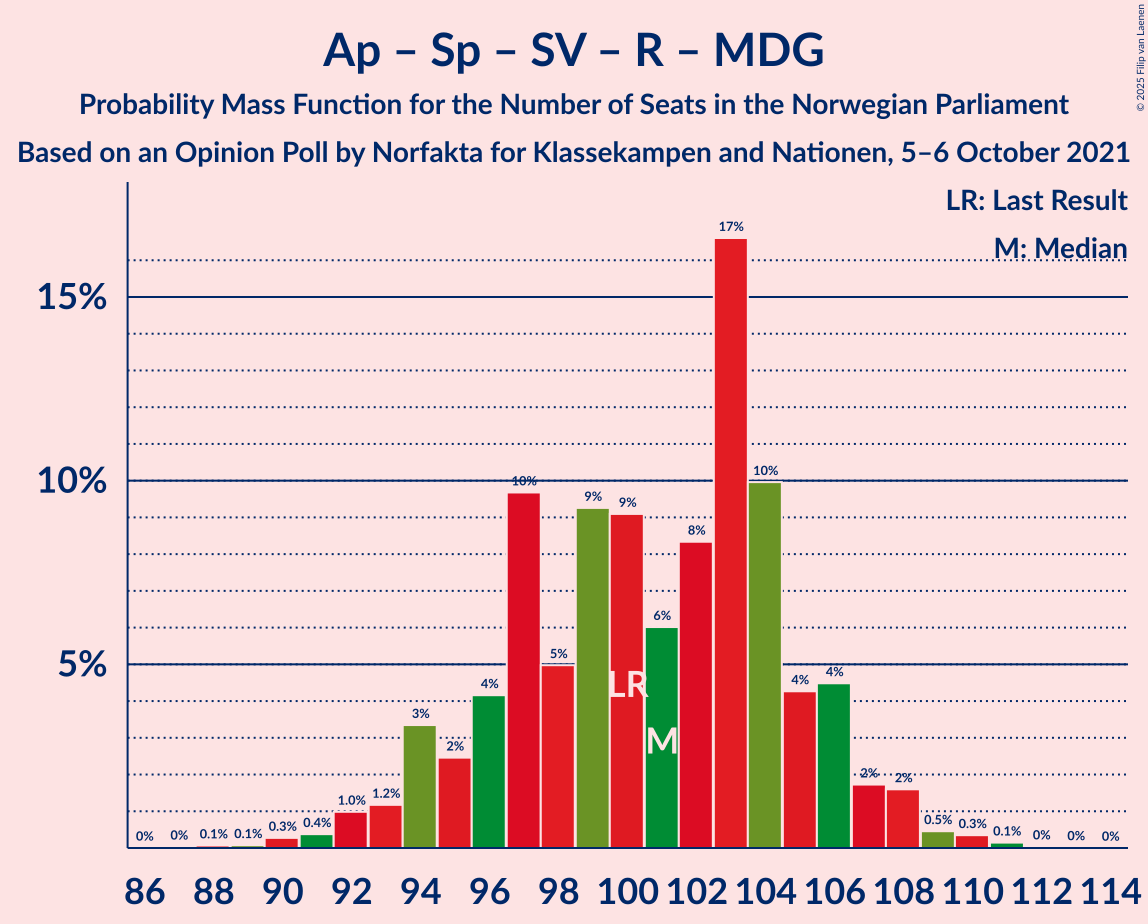 Ap – Sp – SV – R – MDG
Probability Mass Function for the Number of Seats in the Norwegian Parliament
Based on an Opinion Poll by Norfakta for Klassekampen and Nationen, 5–6 October 2021
© 2025 Filip van Laenen
LR: Last Result
M: Median
15%
10%
5%
0% 0% 0.1% 0.1% 0.3% 0.4% 1.0% 1.2% 3% 2% 4% 10% 5% 9% 9% 6% 8% 17% 10% 4% 4% 2% 2% 0.5% 0.3% 0.1% 0% 0% 0%
LR
M
86 88 90 92 94 96 98 100 102 104 106 108 110 112 114